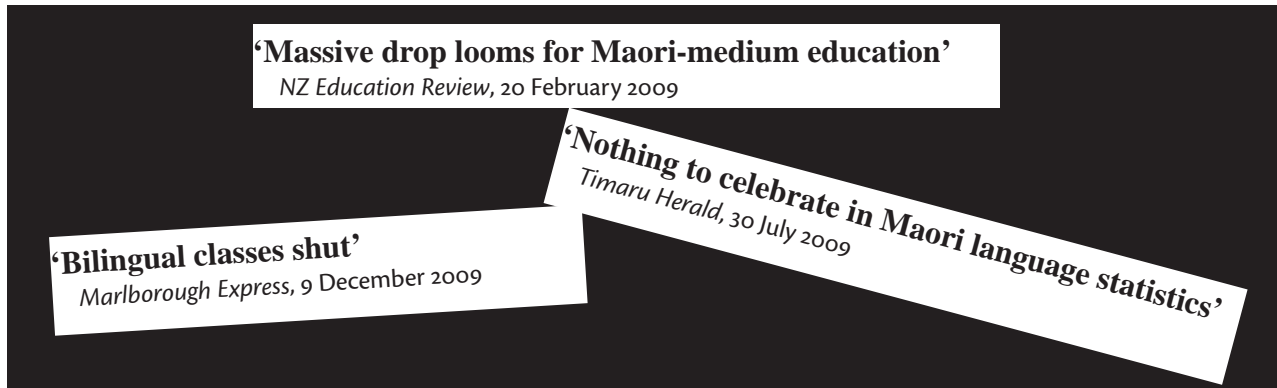 ‘Massive drop looms for Maori-medium education’
NZ Education Review, 20 February 2009
‘Nothing to celebrate in Maori language statistics’
Timaru Herald, 30 July 2009
‘Bilingual classes shut’
Marlborough Express, 9 December 2009